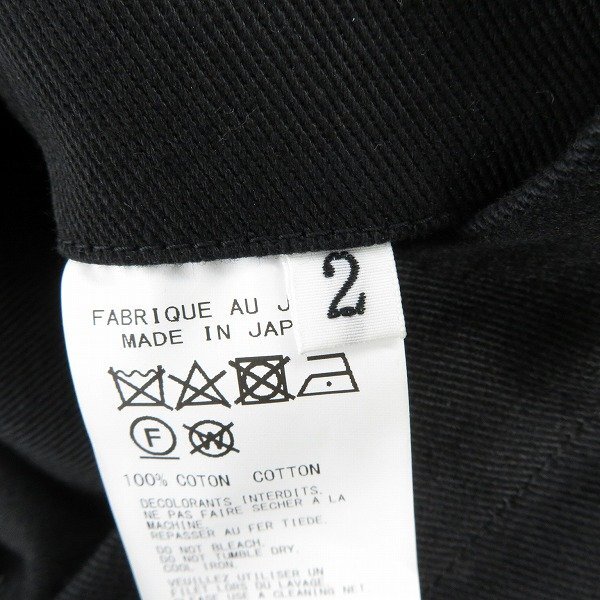 2
FABRIQUE AU J
MADE IN JAP
F
W
100% COTON COTTON
DECOLORANTS INTERDITS.
NE PAS FAIRE SECHER A LA
MACHINE.
REPASSER AU FER TIEDE.
DO NOT BLEACH.
DO NOT TUMBLE DRY.
COOL IRON.
VEUILLEZ UTILISER UN
FILET LORS DU LAVAGE.
PLEASE USE A CLEANING NET.